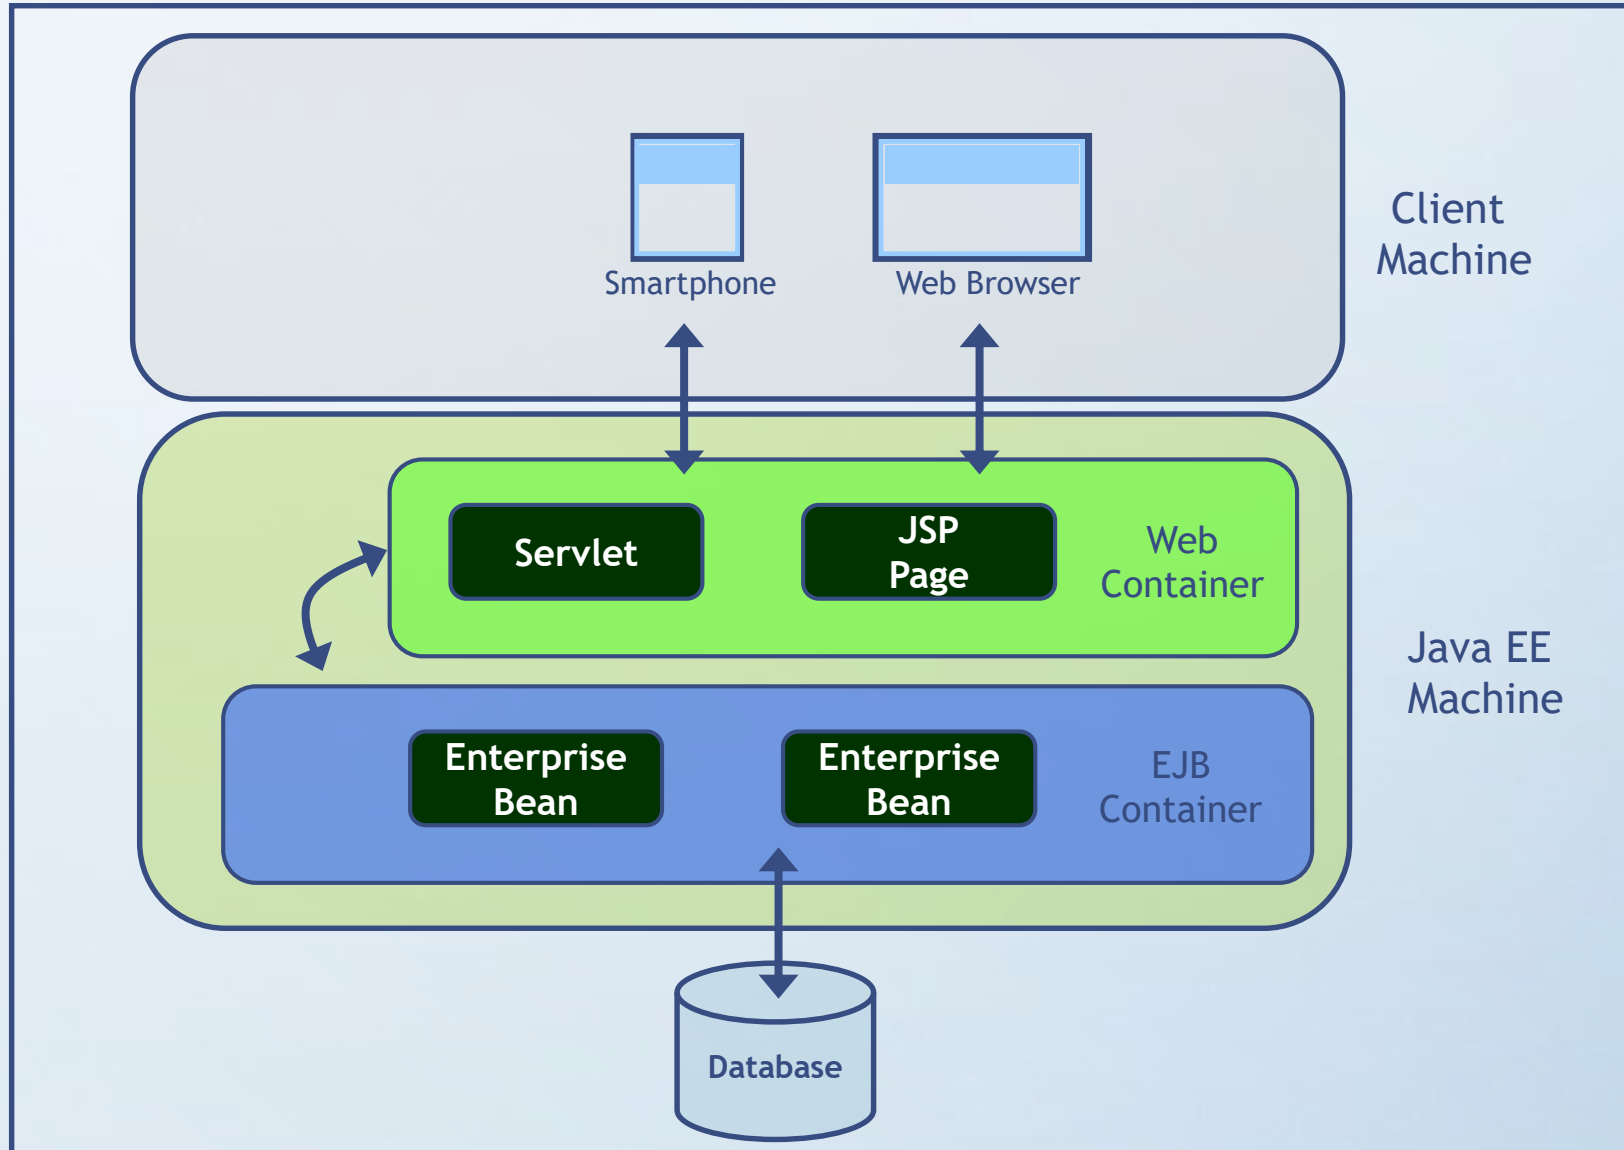 Smartphone
Web Browser
Client
Machine
Servlet
JSP
Page
Web
Container
Java EE
Machine
Enterprise
Bean
Enterprise
Bean
EJB
Container
Database